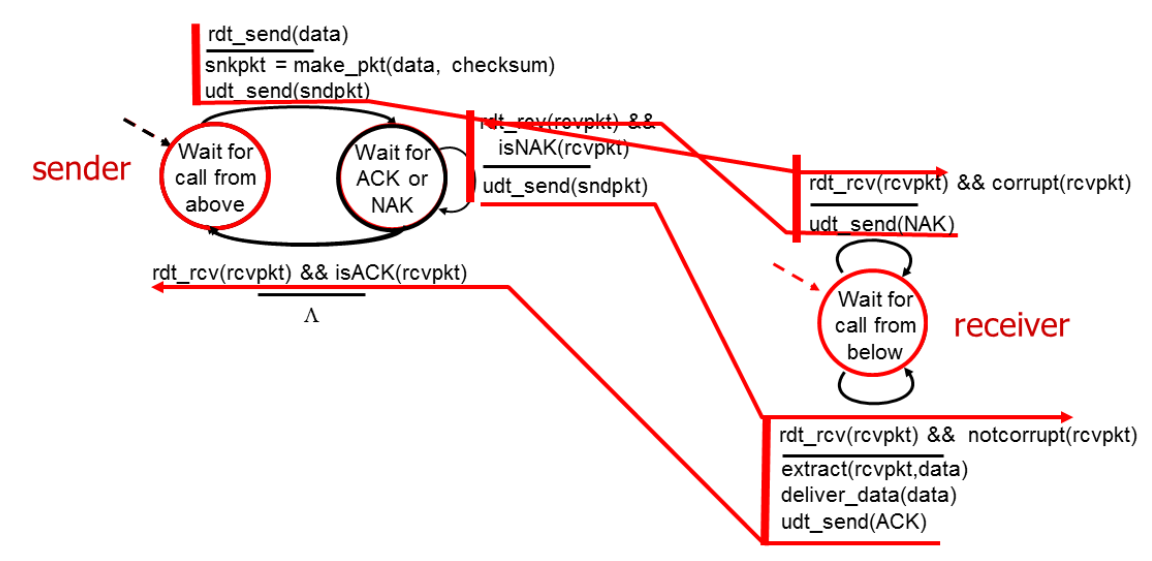 rdt_send(data)
snkpkt = make_pkt(data, checksum)
udt_send(sndpkt)
sender
Wait for
call from
above
Wait for
ACK or
NAK
rdt_rcv(rcvpkt) &&
isNAK(rcvpkt)
udt_send(sndpkt)
rdt_rcv(rcvpkt) && corrupt(rcvpkt)
udt_send(NAK)
rdt_rcv(rcvpkt) && isACK(rcvpkt)
Λ
Wait for
call from
below
receiver
rdt_rcv(rcvpkt) && notcorrupt(rcvpkt)
extract(rcvpkt,data)
deliver_data(data)
udt_send(ACK)